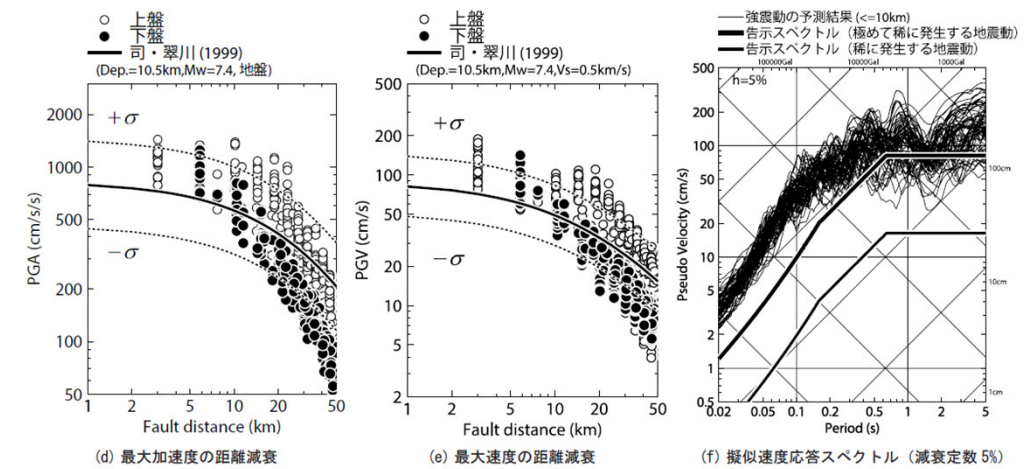 上盤
下盤
司・翠川 (1999)
(Dep.=10.5km,Mw=7.4, 地盤)
+σ
−σ
2000
1000
500
200
100
50
PGA (cm/s/s)
1 2 5 10 20 50
Fault distance (km)
(d) 最大加速度の距離減衰
上盤
下盤
司・翠川 (1999)
(Dep.=10.5km,Mw=7.4,Vs=0.5km/s)
+σ
−σ
500
200
100
50
20
10
5
2
PGV (cm/s)
1 2 5 10 20 50
Fault distance (km)
(e) 最大速度の距離減衰
強震動の予測結果 (<=10km)
告示スペクトル（極めて稀に発生する地震動）
告示スペクトル（稀に発生する地震動）
100000Gal 10000Gal 1000Gal
h=5%
500
200
100
50
20
10
5
2
1
0.5
Pseudo Velocity (cm/s)
100cm
10cm
1cm
0.02 0.05 0.1 0.2 0.5 1 2 5
Period (s)
(f) 擬似速度応答スペクトル（減衰定数 5%）